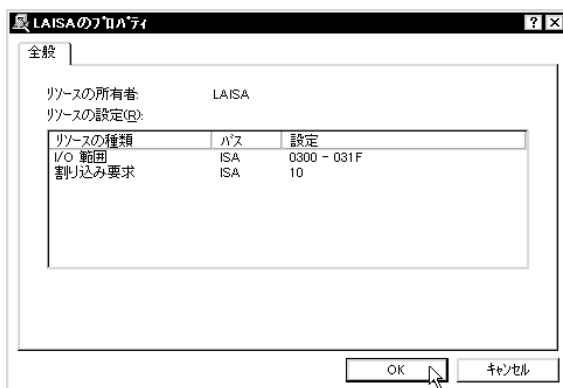 LAISAのﾌﾟﾛﾊﾟﾃｨ
全般
リソースの所有者: LAISA
リソースの設定(R):
リソースの種類 バス 設定
I/O 範囲 ISA 0300 - 031F
割り込み要求 ISA 10
OK キャンセル